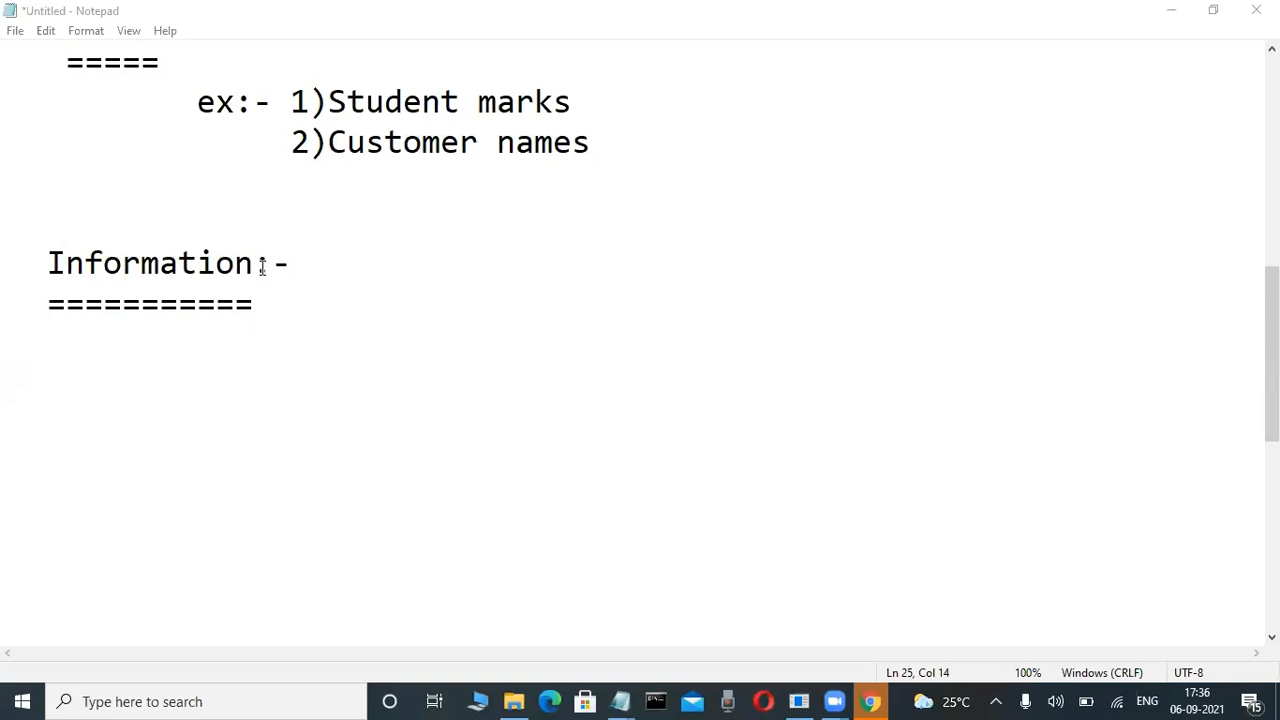 *Untitled - Notepad
File Edit Format View Help
=====
ex:- 1)Student marks
2)Customer names
Information:-
===========
Ln 25, Col 14 100% Windows (CRLF) UTF-8
Type here to search
25°C ENG 17:36
06-09-2021
15